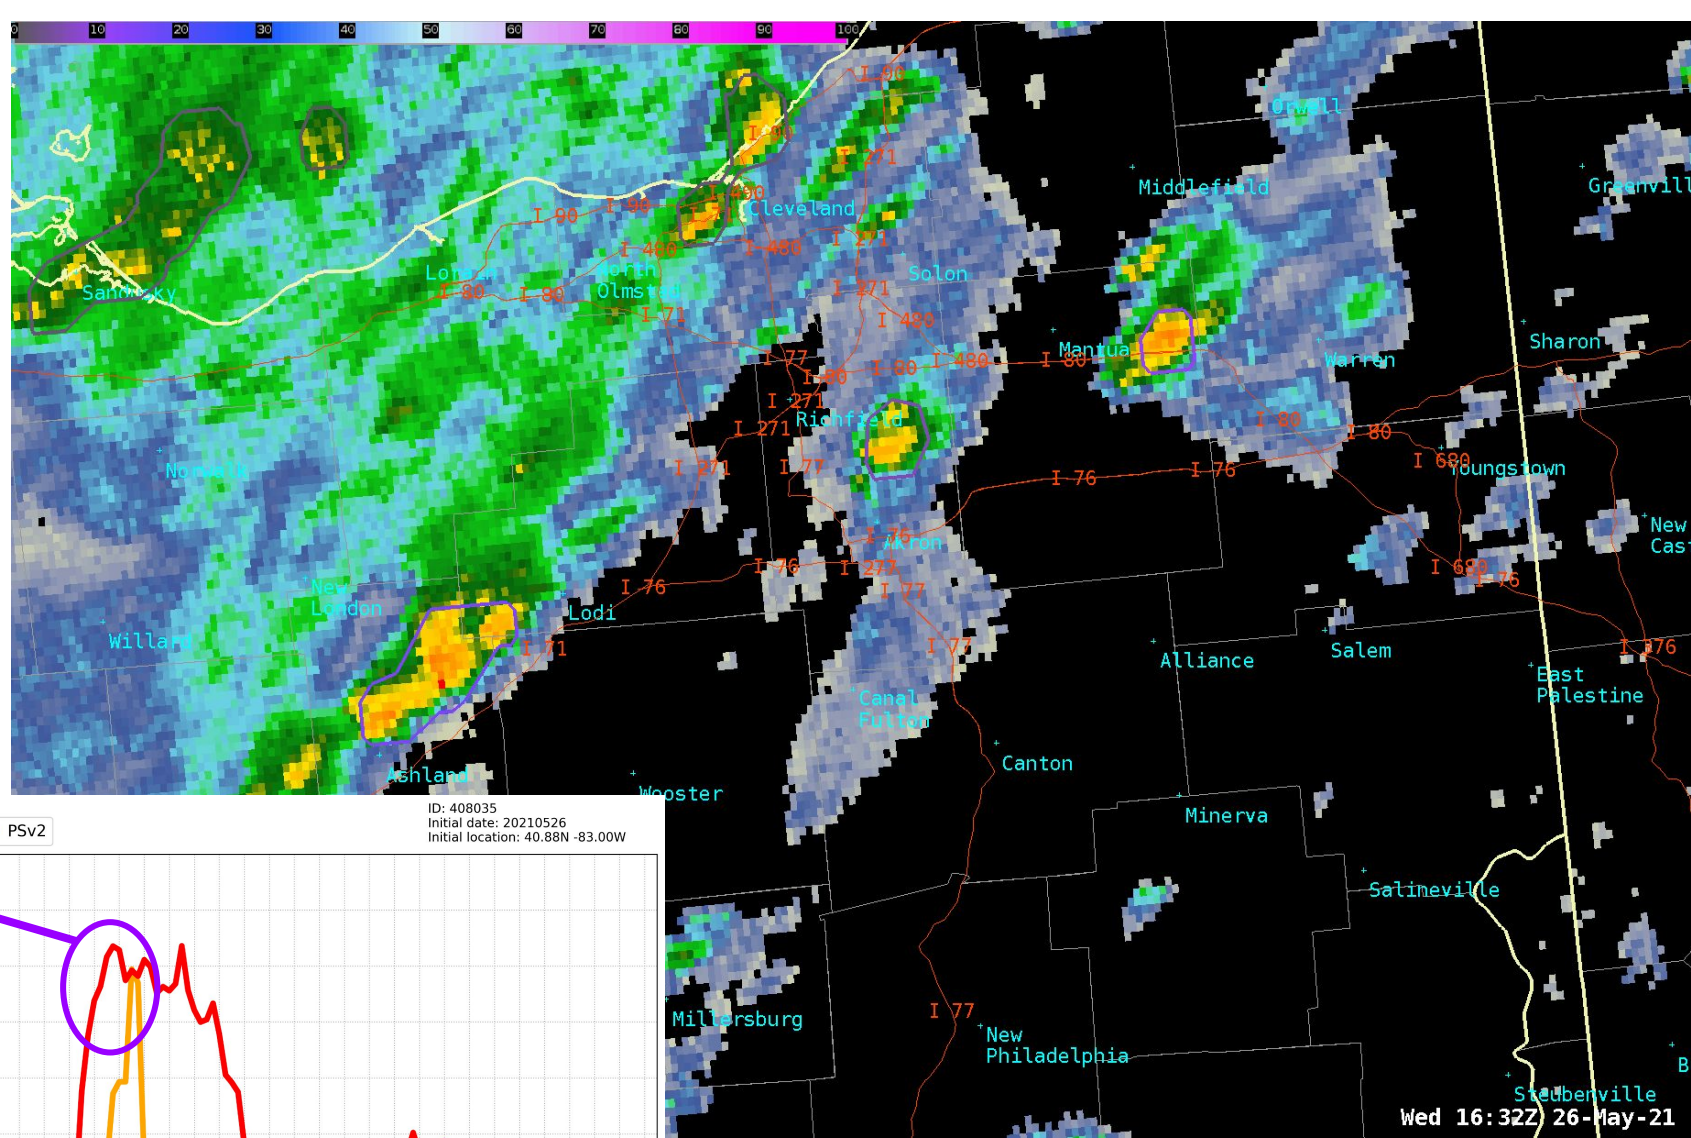 0 10 20 30 40 50 60 70 80 90 100
I 90
Orwell
I 90
I 271
Middlefield
Greenvill
I 490
I 90
I 90
I 71
Cleveland
I 480
I 480
I 271
Lorain
North
Olmsted
Solon
Sandusky
I 80
I 80
I 271
I 71
I 480
Sharon
I 77
I 80
I 480
I 80
Mantua
Warren
I 80
I 271
Richfield
I 80
I 271
I 80
Norwalk
I 271
I 77
I 76
I 76
I 680
Youngstown
I 76
Akron
New
Cast
I 76
I 277
I 680
I 76
New
London
I 76
I 77
Lodi
Willard
I 71
I 77
Alliance
Salem
I 376
East
Palestine
Canal
Fulton
Ashland
Canton
Wooster
Minerva
ID: 408035
Initial date: 20210526
Initial location: 40.88N -83.00W
PSv2
Salineville
Millersburg
I 77
New
Philadelphia
B
Steubenville
Wed 16:32Z 26-May-21